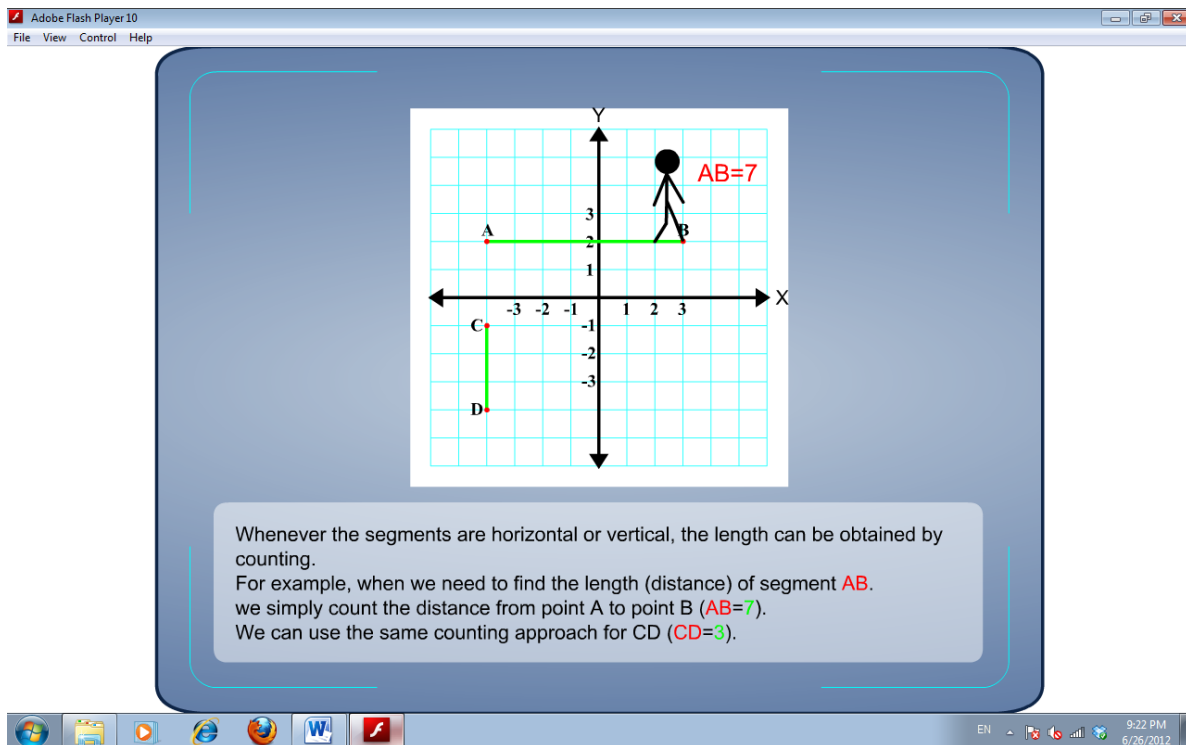 Adobe Flash Player 10
File View Control Help
Y
AB=7
3
A
B
2
1
X
-3 -2 -1 1 2 3
C
-1
-2
-3
D
Whenever the segments are horizontal or vertical, the length can be obtained by
counting.
For example, when we need to find the length (distance) of segment AB.
we simply count the distance from point A to point B (AB=7).
We can use the same counting approach for CD (CD=3).
EN
9:22 PM
6/26/2012